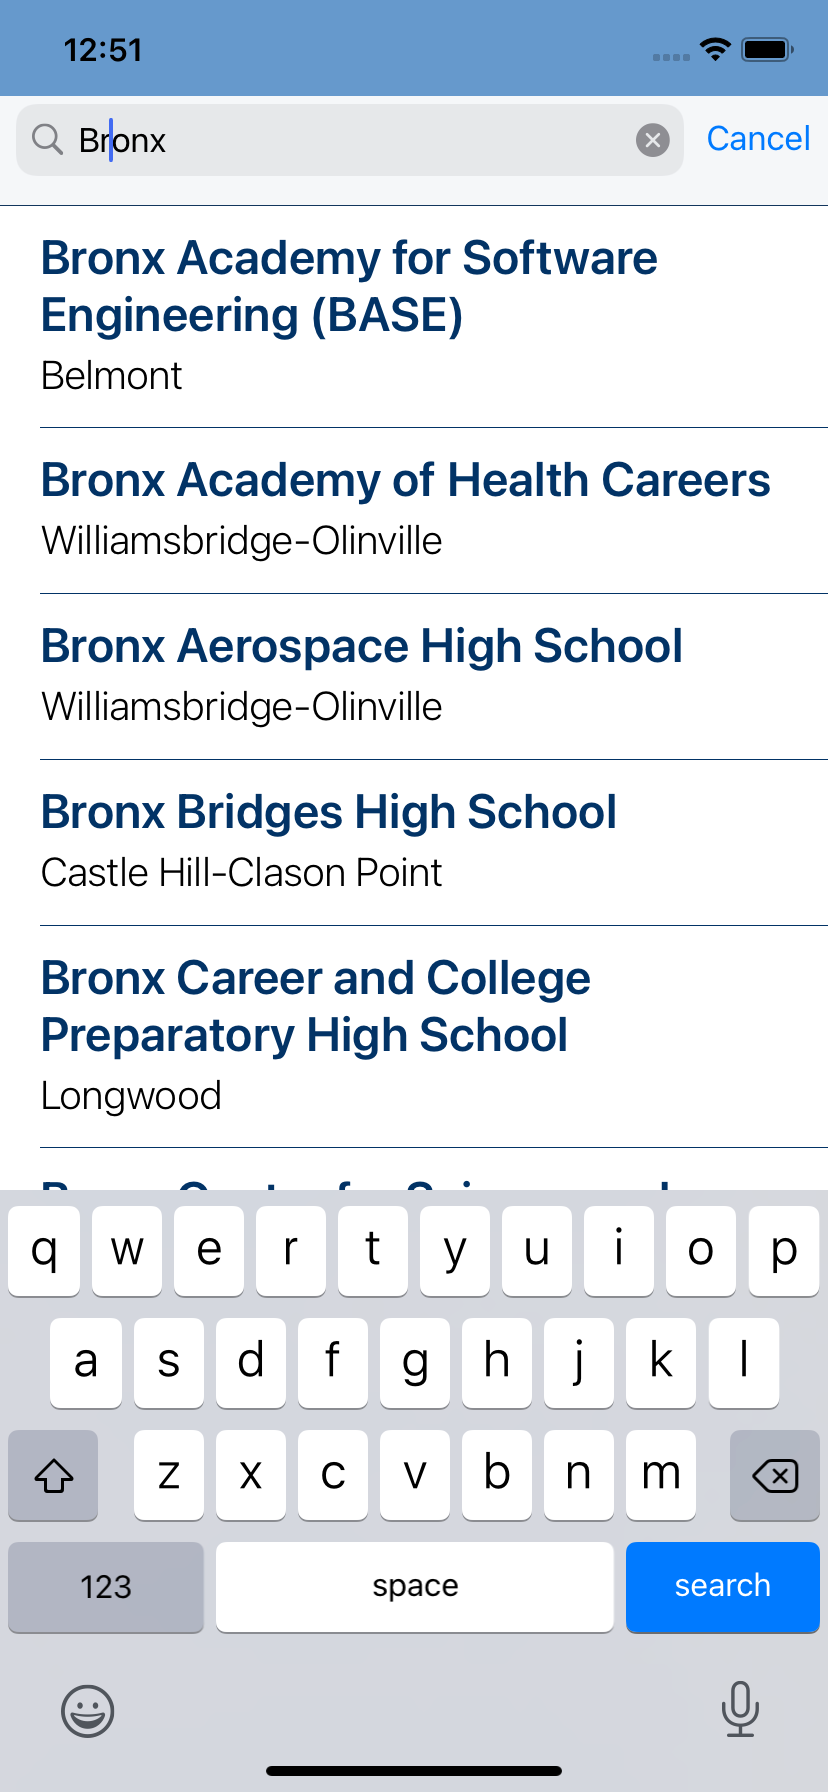 12:51
Bronx
Cancel
Bronx Academy for Software
Engineering (BASE)
Belmont
Bronx Academy of Health Careers
Williamsbridge-Olinville
Bronx Aerospace High School
Williamsbridge-Olinville
Bronx Bridges High School
Castle Hill-Clason Point
Bronx Career and College
Preparatory High School
Longwood
q w e r t y u i o p
a s d f g h j k l
z x c v b n m
123 space search